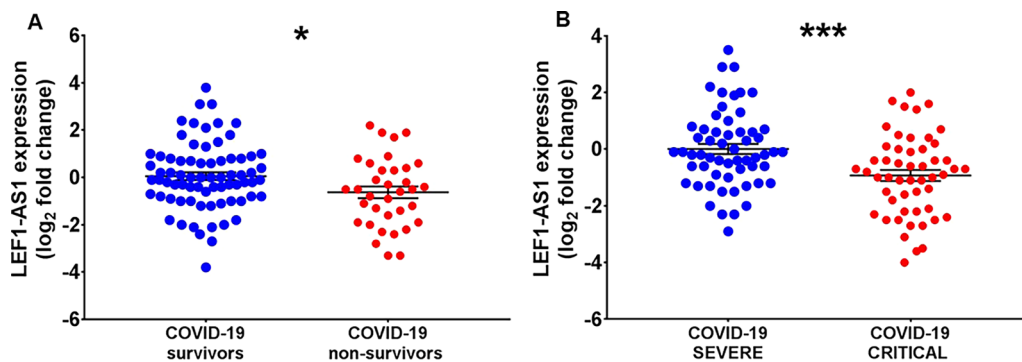 A
*
LEF1-AS1 expression
(log2 fold change)
6
4
2
0
-2
-4
-6
COVID-19
survivors
COVID-19
non-survivors
B
***
LEF1-AS1 expression
(log2 fold change)
4
2
0
-2
-4
-6
COVID-19
SEVERE
COVID-19
CRITICAL